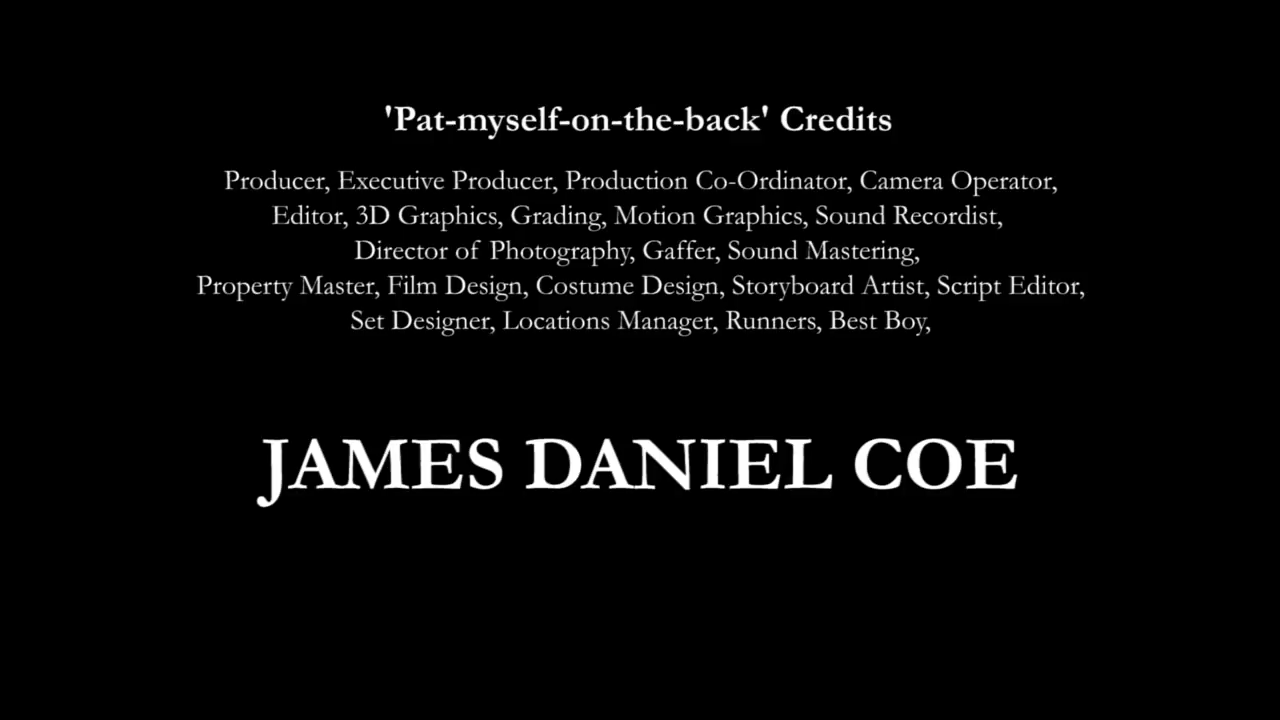 'Pat-myself-on-the-back' Credits
Producer, Executive Producer, Production Co-Ordinator, Camera Operator,
Editor, 3D Graphics, Grading, Motion Graphics, Sound Recordist,
Director of Photography, Gaffer, Sound Mastering,
Property Master, Film Design, Costume Design, Storyboard Artist, Script Editor,
Set Designer, Locations Manager, Runners, Best Boy,
JAMES DANIEL COE